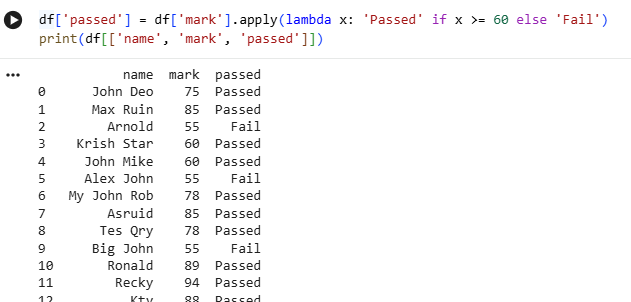 df['passed'] = df['mark'].apply(lambda x: 'Passed' if x >= 60 else 'Fail')
print(df[['name', 'mark', 'passed']])
name mark passed
0 John Deo 75 Passed
1 Max Ruin 85 Passed
2 Arnold 55 Fail
3 Krish Star 60 Passed
4 John Mike 60 Passed
5 Alex John 55 Fail
6 My John Rob 78 Passed
7 Asruid 85 Passed
8 Tes Qry 78 Passed
9 Big John 55 Fail
10 Ronald 89 Passed
11 Recky 94 Passed
12 Kty 88 Passed